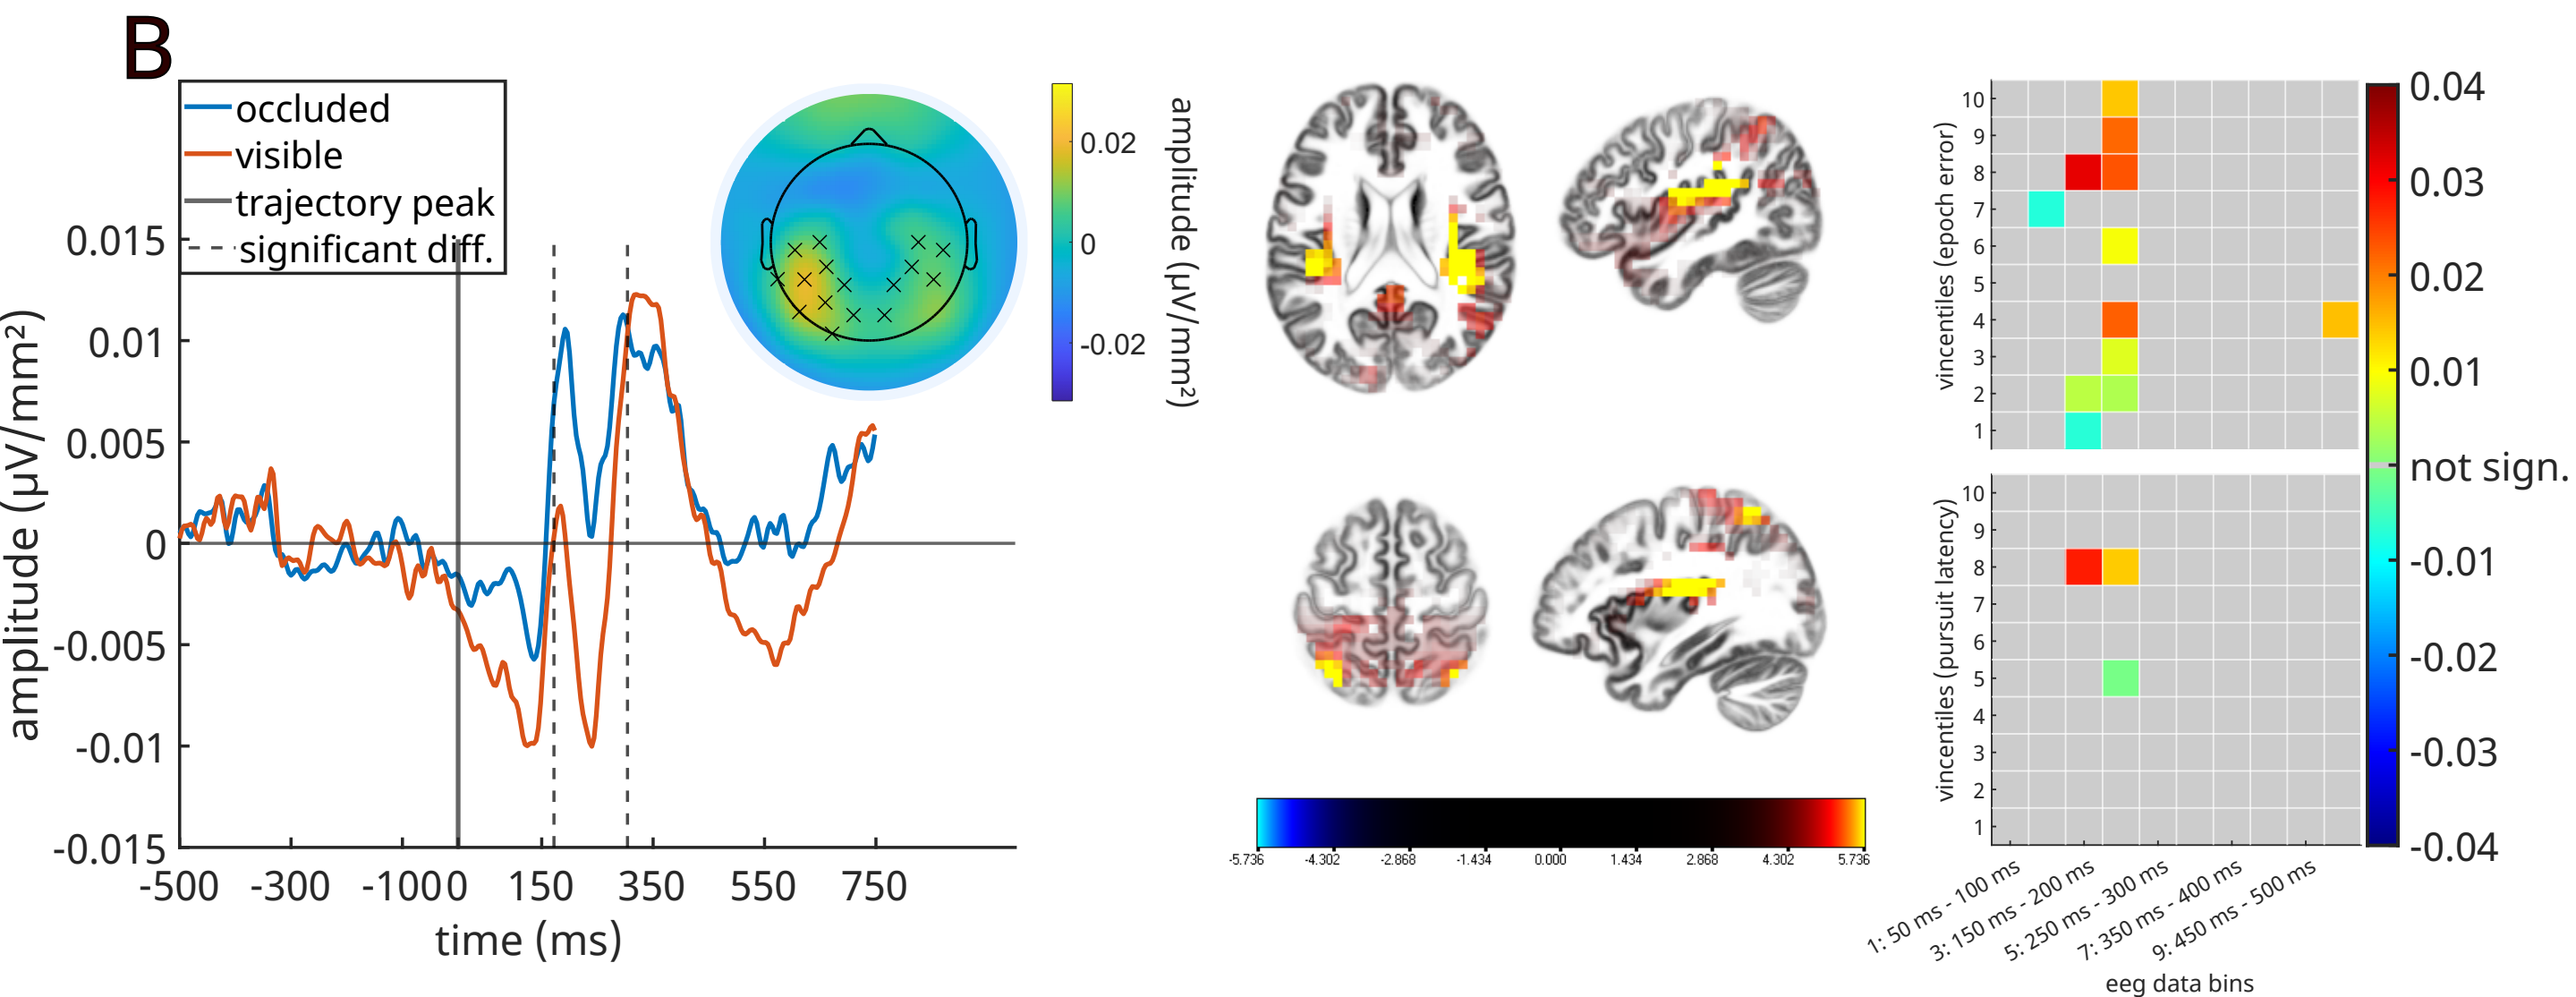 B
occluded
visible
trajectory peak
significant diff.
0.015
0.01
0.005
0
-0.005
-0.01
-0.015
amplitude (µV/mm²)
-500 -300 -100 0 150 350 550 750
time (ms)
0.02
0
-0.02
amplitude (µV/mm²)
-5.736 -4.302 -2.868 -1.434 0.000 1.434 2.868 4.302 5.736
vincentiles (epoch error)
10
9
8
7
6
5
4
3
2
1
vincentiles (pursuit latency)
10
9
8
7
6
5
4
3
2
1
1: 50 ms - 100 ms
3: 150 ms - 200 ms
5: 250 ms - 300 ms
7: 350 ms - 400 ms
9: 450 ms - 500 ms
eeg data bins
0.04
0.03
0.02
0.01
not sign.
-0.01
-0.02
-0.03
-0.04